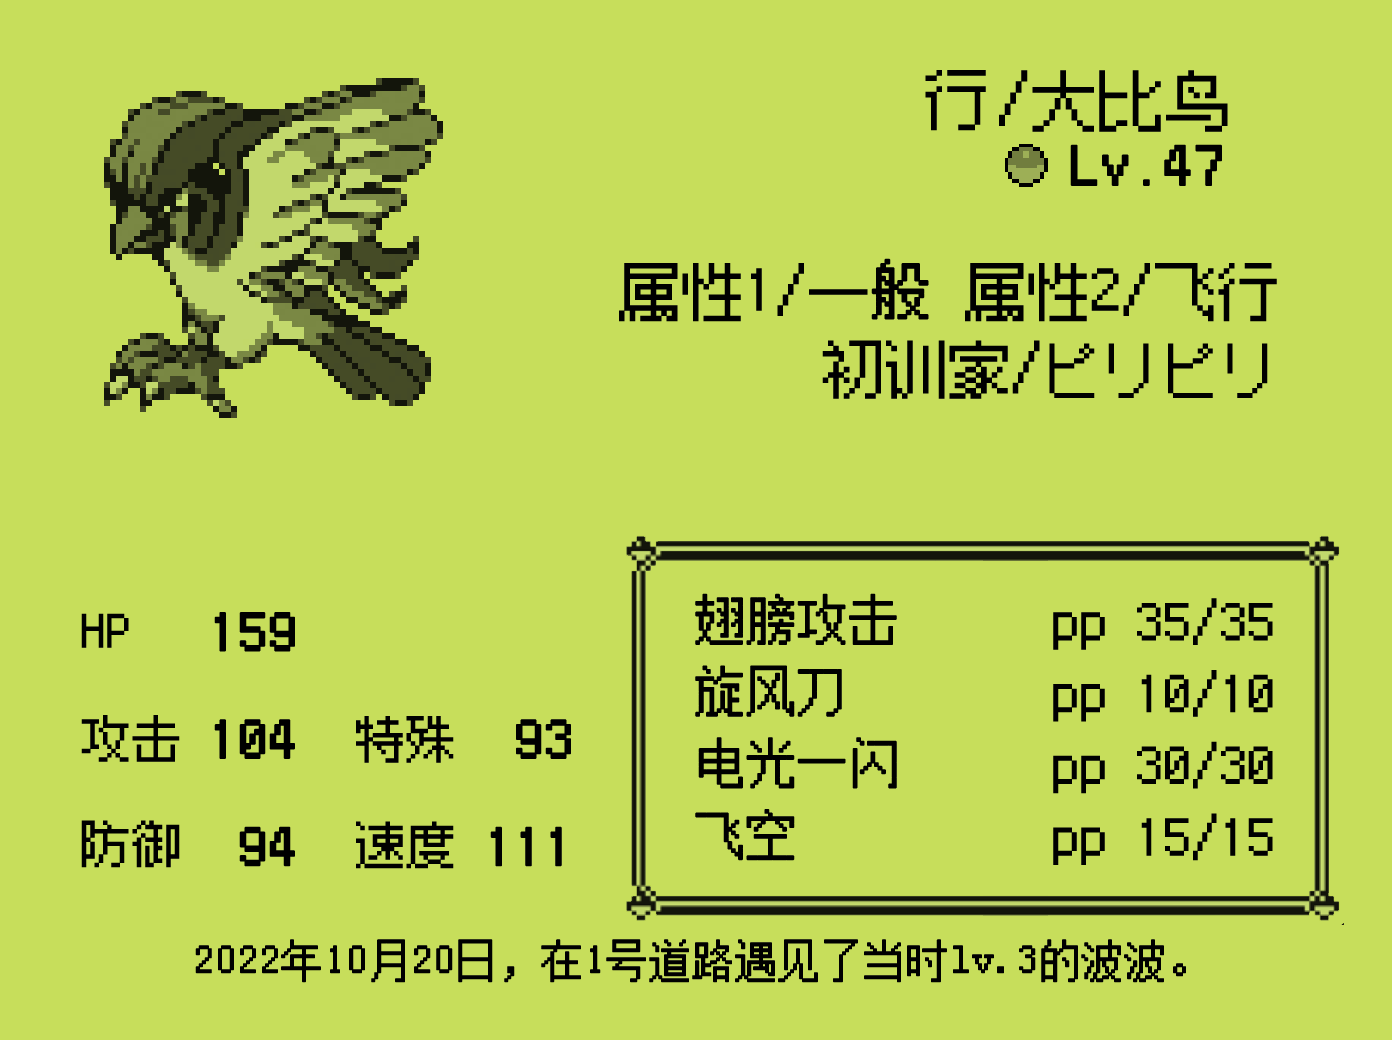 行/大比鸟
Lv.47
属性1/一般 属性2/飞行
初训家/ピリピリ
HP 159
攻击 104 特殊 93
防御 94 速度 111
翅膀攻击 pp 35/35
旋风刀 pp 10/10
电光一闪 pp 30/30
飞空 pp 15/15
2022年10月20日，在1号道路遇见了当时lv.3的波波。